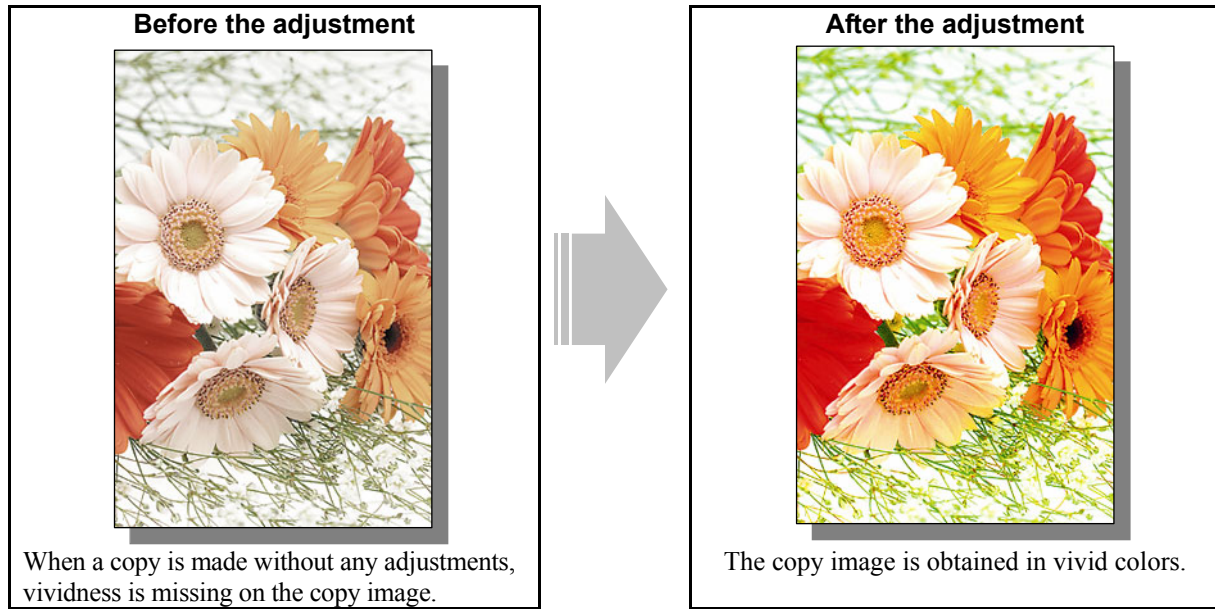 Before the adjustment
When a copy is made without any adjustments,
vividness is missing on the copy image.
After the adjustment
The copy image is obtained in vivid colors.